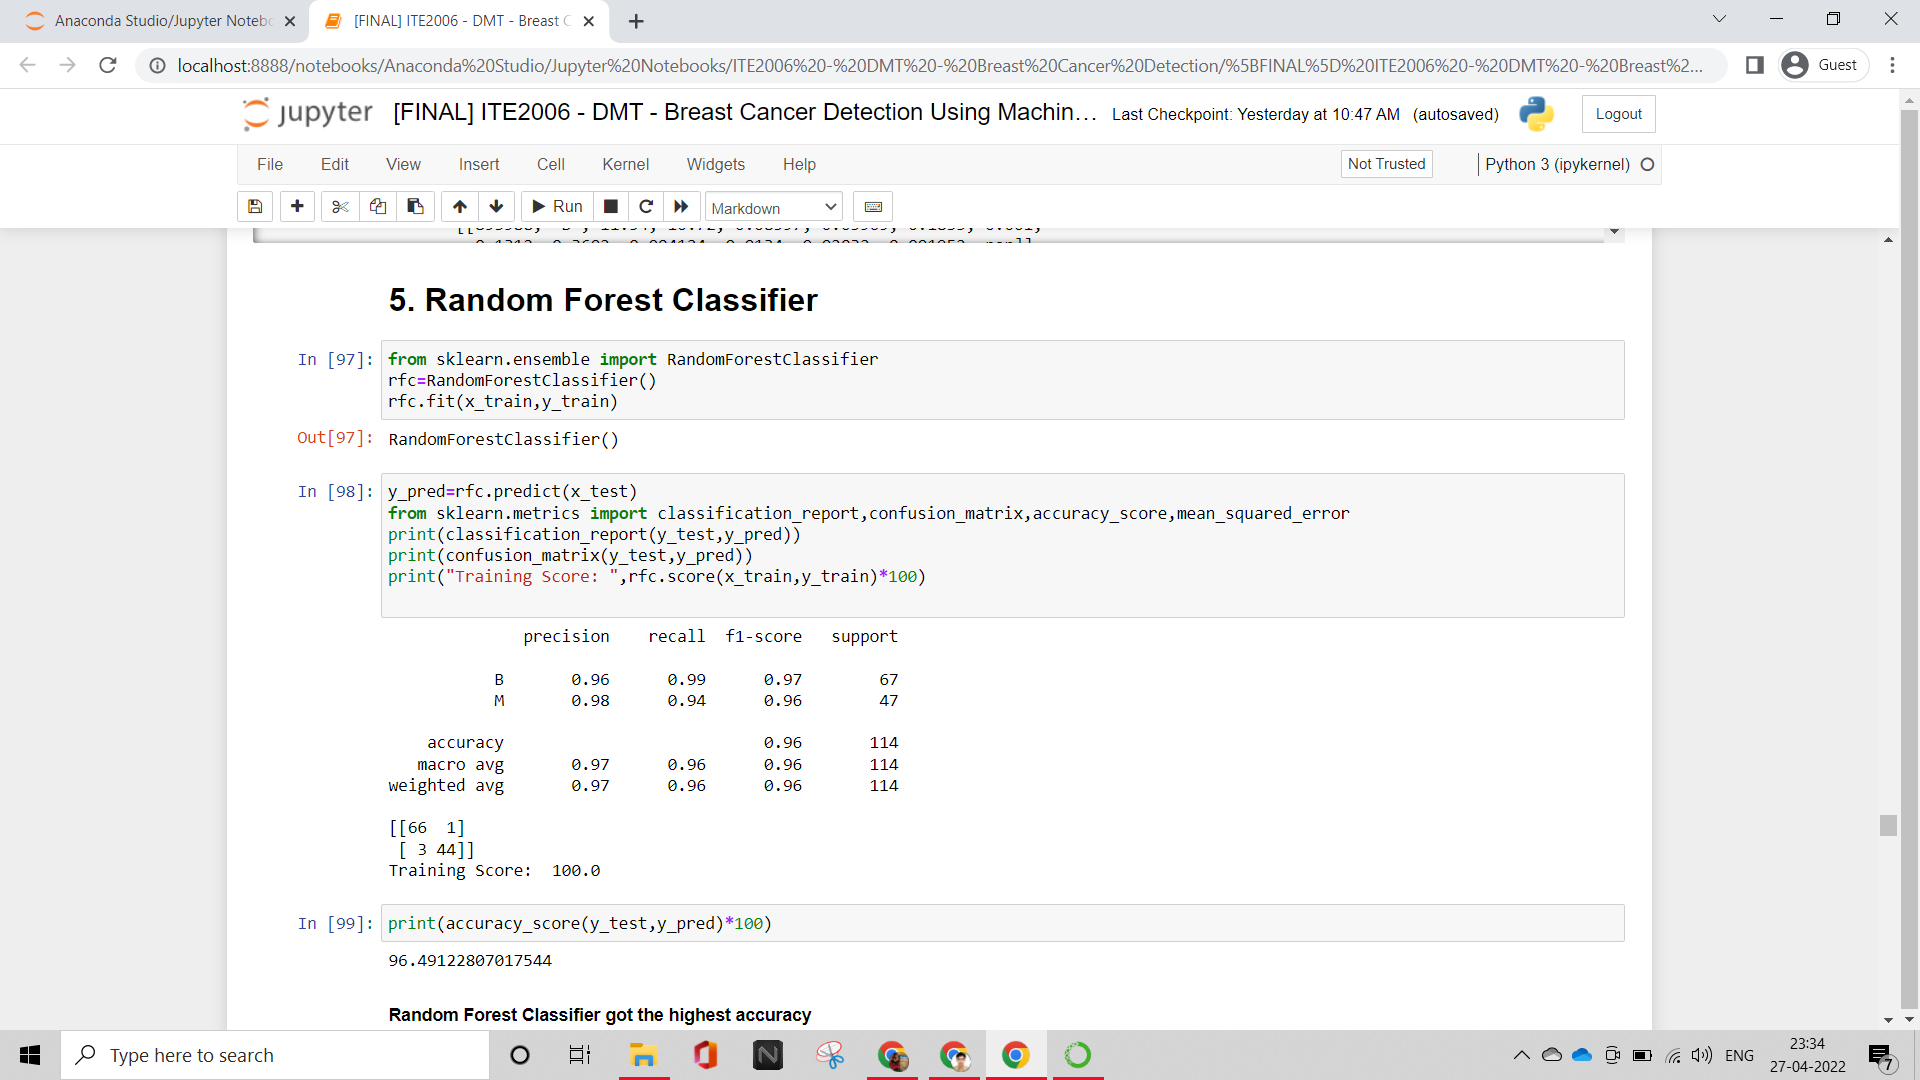 Anaconda Studio/Jupyter Noteb
[FINAL] ITE2006 - DMT - Breast C
localhost:8888/notebooks/Anaconda%20Studio/Jupyter%20Notebooks/ITE2006%20-%20DMT%20-%20Breast%20Cancer%20Detection/%5BFINAL%5D%20ITE2006%20-%20DMT%20-%20Breast%2...
Guest
jupyter [FINAL] ITE2006 - DMT - Breast Cancer Detection Using Machin... Last Checkpoint: Yesterday at 10:47 AM (autosaved)
Logout
File Edit View Insert Cell Kernel Widgets Help
Not Trusted
Python 3 (ipykernel)
Run
Markdown
5. Random Forest Classifier
In [97]: from sklearn.ensemble import RandomForestClassifier
rfc=RandomForestClassifier()
rfc.fit(x_train,y_train)
Out[97]: RandomForestClassifier()
In [98]: y_pred=rfc.predict(x_test)
from sklearn.metrics import classification_report,confusion_matrix,accuracy_score,mean_squared_error
print(classification_report(y_test,y_pred))
print(confusion_matrix(y_test,y_pred))
print("Training Score: ",rfc.score(x_train,y_train)*100)
precision recall f1-score support
B 0.96 0.99 0.97 67
M 0.98 0.94 0.96 47
accuracy 0.96 114
macro avg 0.97 0.96 0.96 114
weighted avg 0.97 0.96 0.96 114
[[66 1]
[ 3 44]]
Training Score: 100.0
In [99]: print(accuracy_score(y_test,y_pred)*100)
96.49122807017544
Random Forest Classifier got the highest accuracy
Type here to search
ENG
23:34
27-04-2022
7